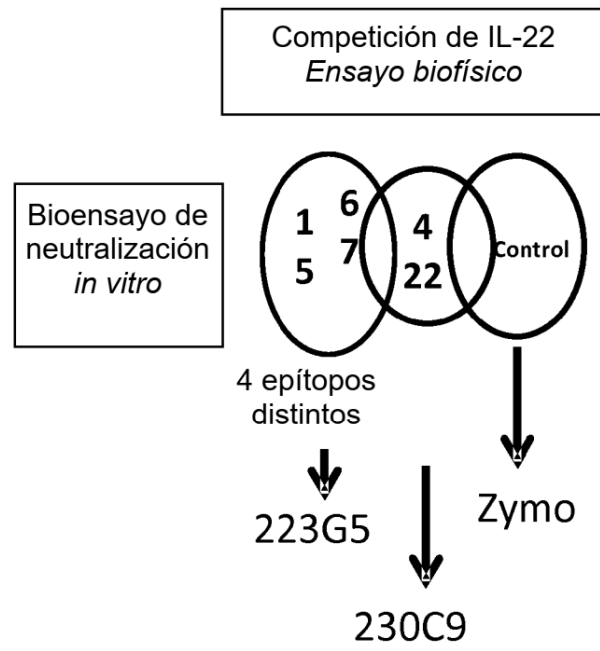 Competición de IL-22
Ensayo biofísico
Bioensayo de
neutralización
in vitro
6
1
7
5
4
22
Control
4 epítopos
distintos
223G5
Zymo
230C9